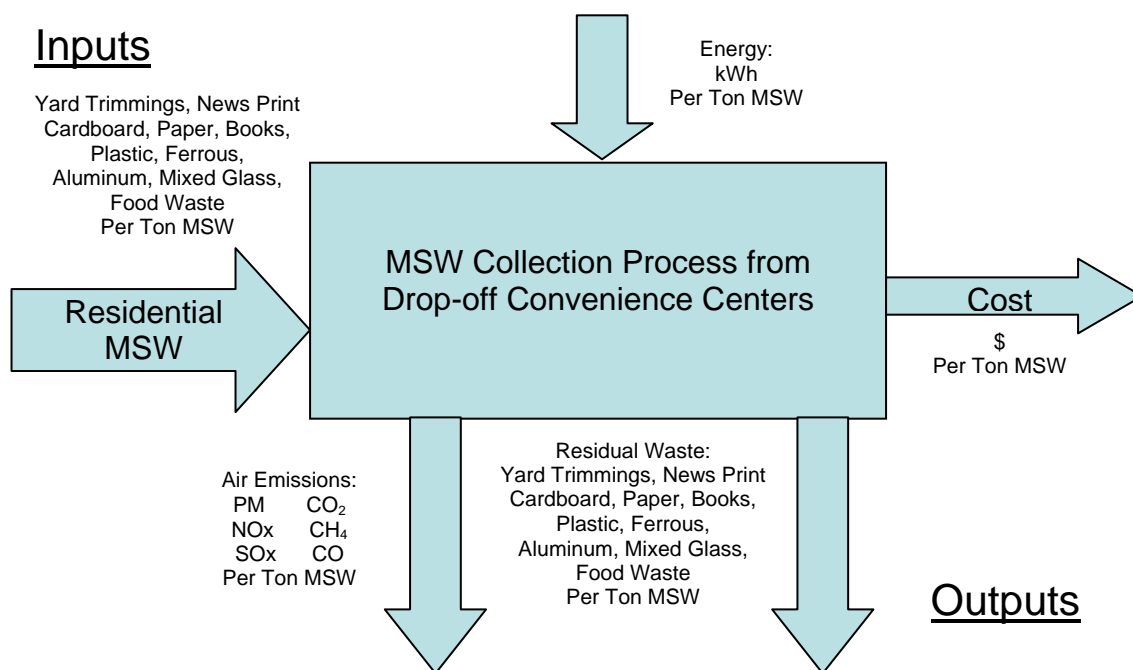 Inputs
Yard Trimmings, News Print
Cardboard, Paper, Books,
Plastic, Ferrous,
Aluminum, Mixed Glass,
Food Waste
Per Ton MSW
Energy:
kWh
Per Ton MSW
Residential
MSW
MSW Collection Process from
Drop-off Convenience Centers
Cost
$
Per Ton MSW
Air Emissions:
PM CO₂
NOx CH₄
SOx CO
Per Ton MSW
Residual Waste:
Yard Trimmings, News Print
Cardboard, Paper, Books,
Plastic, Ferrous,
Aluminum, Mixed Glass,
Food Waste
Per Ton MSW
Outputs